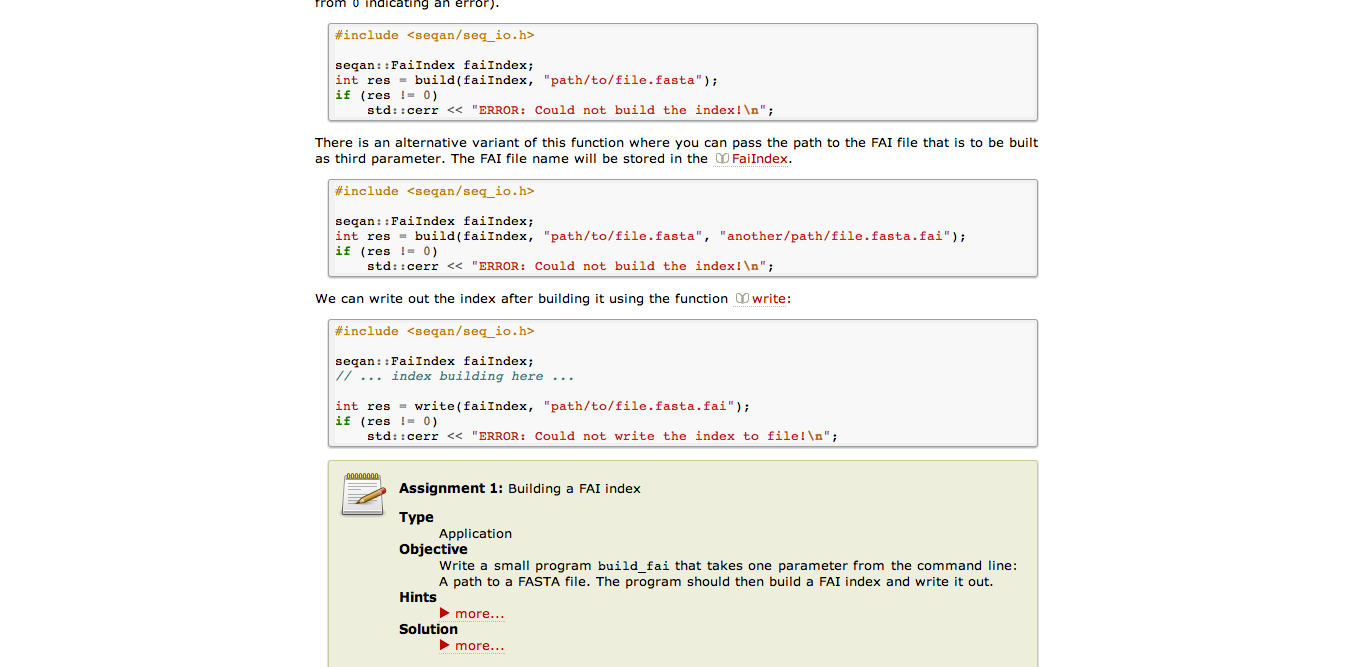 from 0 indicating an error).
#include <seqan/seq_io.h>
seqan::FaiIndex faiIndex;
int res = build(faiIndex, "path/to/file.fasta");
if (res != 0)
    std::cerr << "ERROR: Could not build the index!\n";
There is an alternative variant of this function where you can pass the path to the FAI file that is to be built
as third parameter. The FAI file name will be stored in the FaiIndex.
#include <seqan/seq_io.h>
seqan::FaiIndex faiIndex;
int res = build(faiIndex, "path/to/file.fasta", "another/path/file.fasta.fai");
if (res != 0)
    std::cerr << "ERROR: Could not build the index!\n";
We can write out the index after building it using the function write:
#include <seqan/seq_io.h>
seqan::FaiIndex faiIndex;
// ... index building here ...
int res = write(faiIndex, "path/to/file.fasta.fai");
if (res != 0)
    std::cerr << "ERROR: Could not write the index to file!\n";
Assignment 1: Building a FAI index
Type
Application
Objective
Write a small program build_fai that takes one parameter from the command line:
A path to a FASTA file. The program should then build a FAI index and write it out.
Hints
more...
Solution
more...